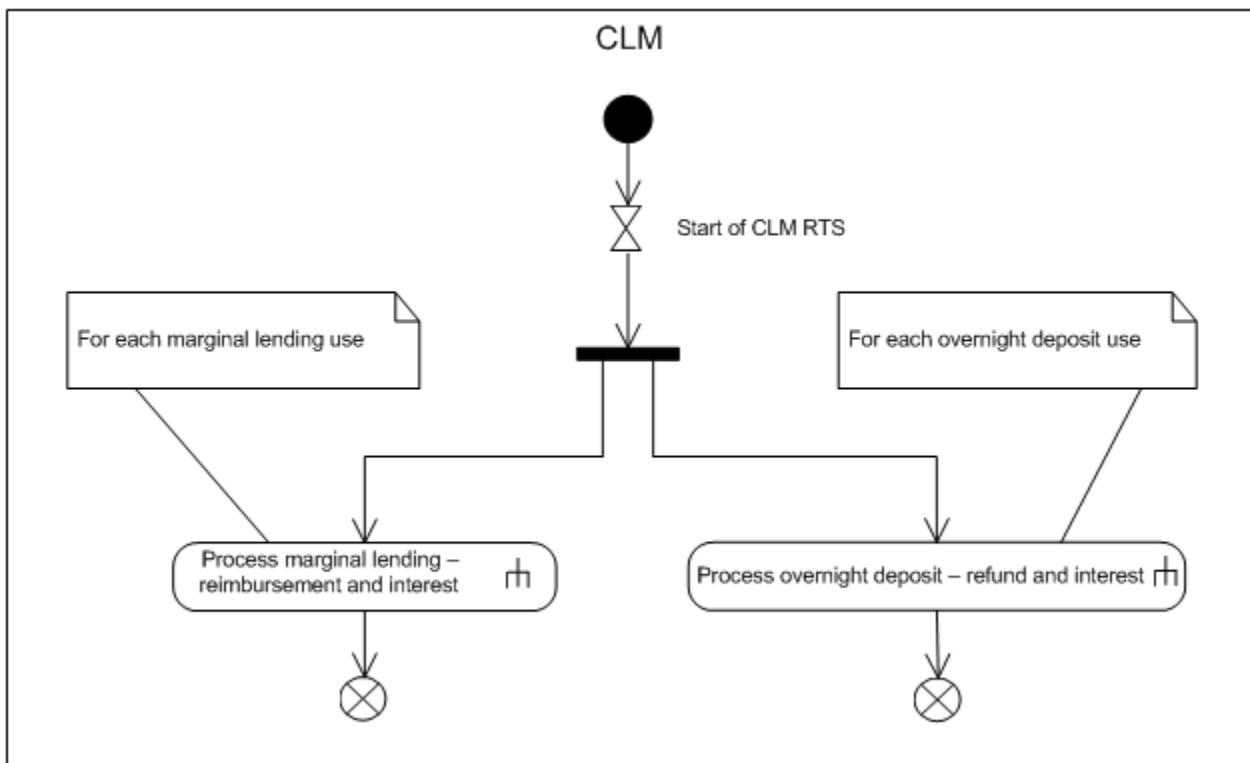 CLM
Start of CLM RTS
For each marginal lending use
For each overnight deposit use
Process marginal lending –
reimbursement and interest
Process overnight deposit – refund and interest